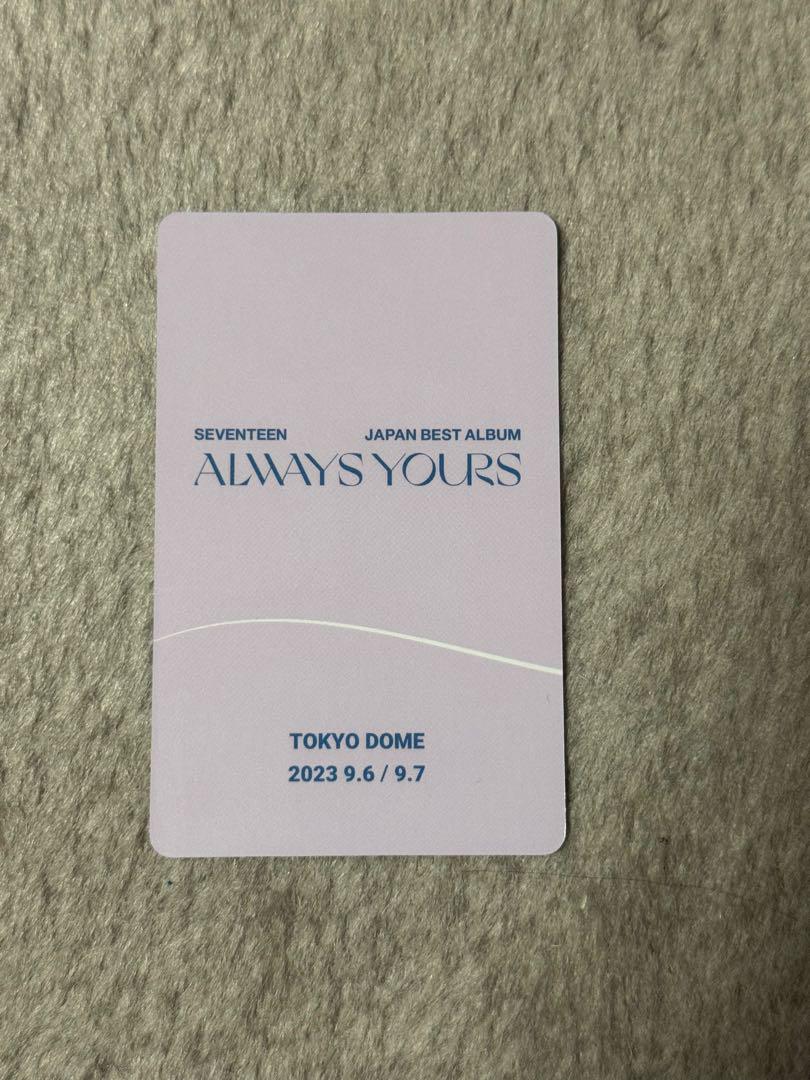 SEVENTEEN JAPAN BEST ALBUM
ALWAYS YOURS
TOKYO DOME
2023 9.6 / 9.7